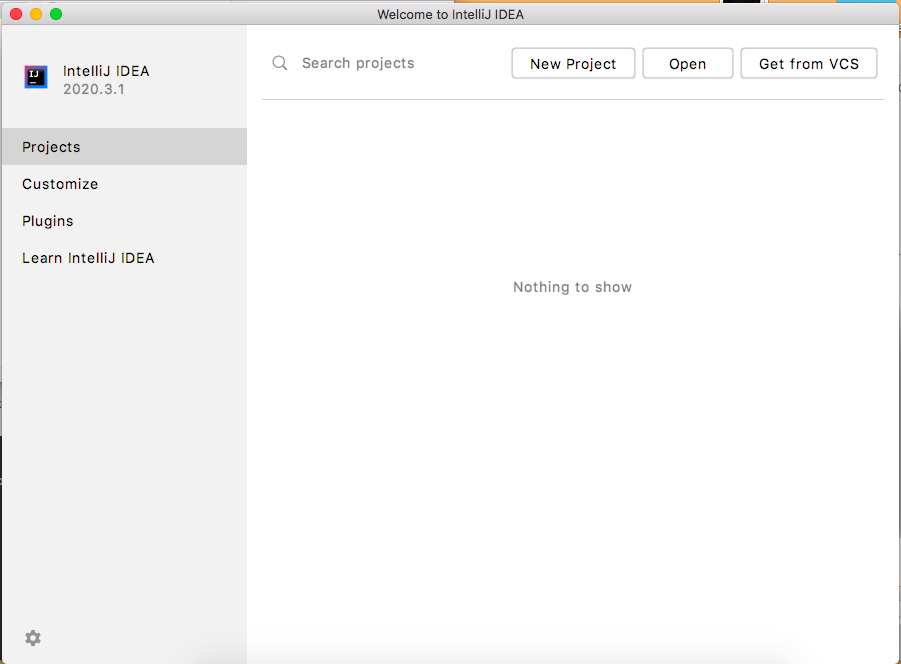 Welcome to IntelliJ IDEA
IJ
IntelliJ IDEA
2020.3.1
Search projects
New Project
Open
Get from VCS
Projects
Customize
Plugins
Learn IntelliJ IDEA
Nothing to show